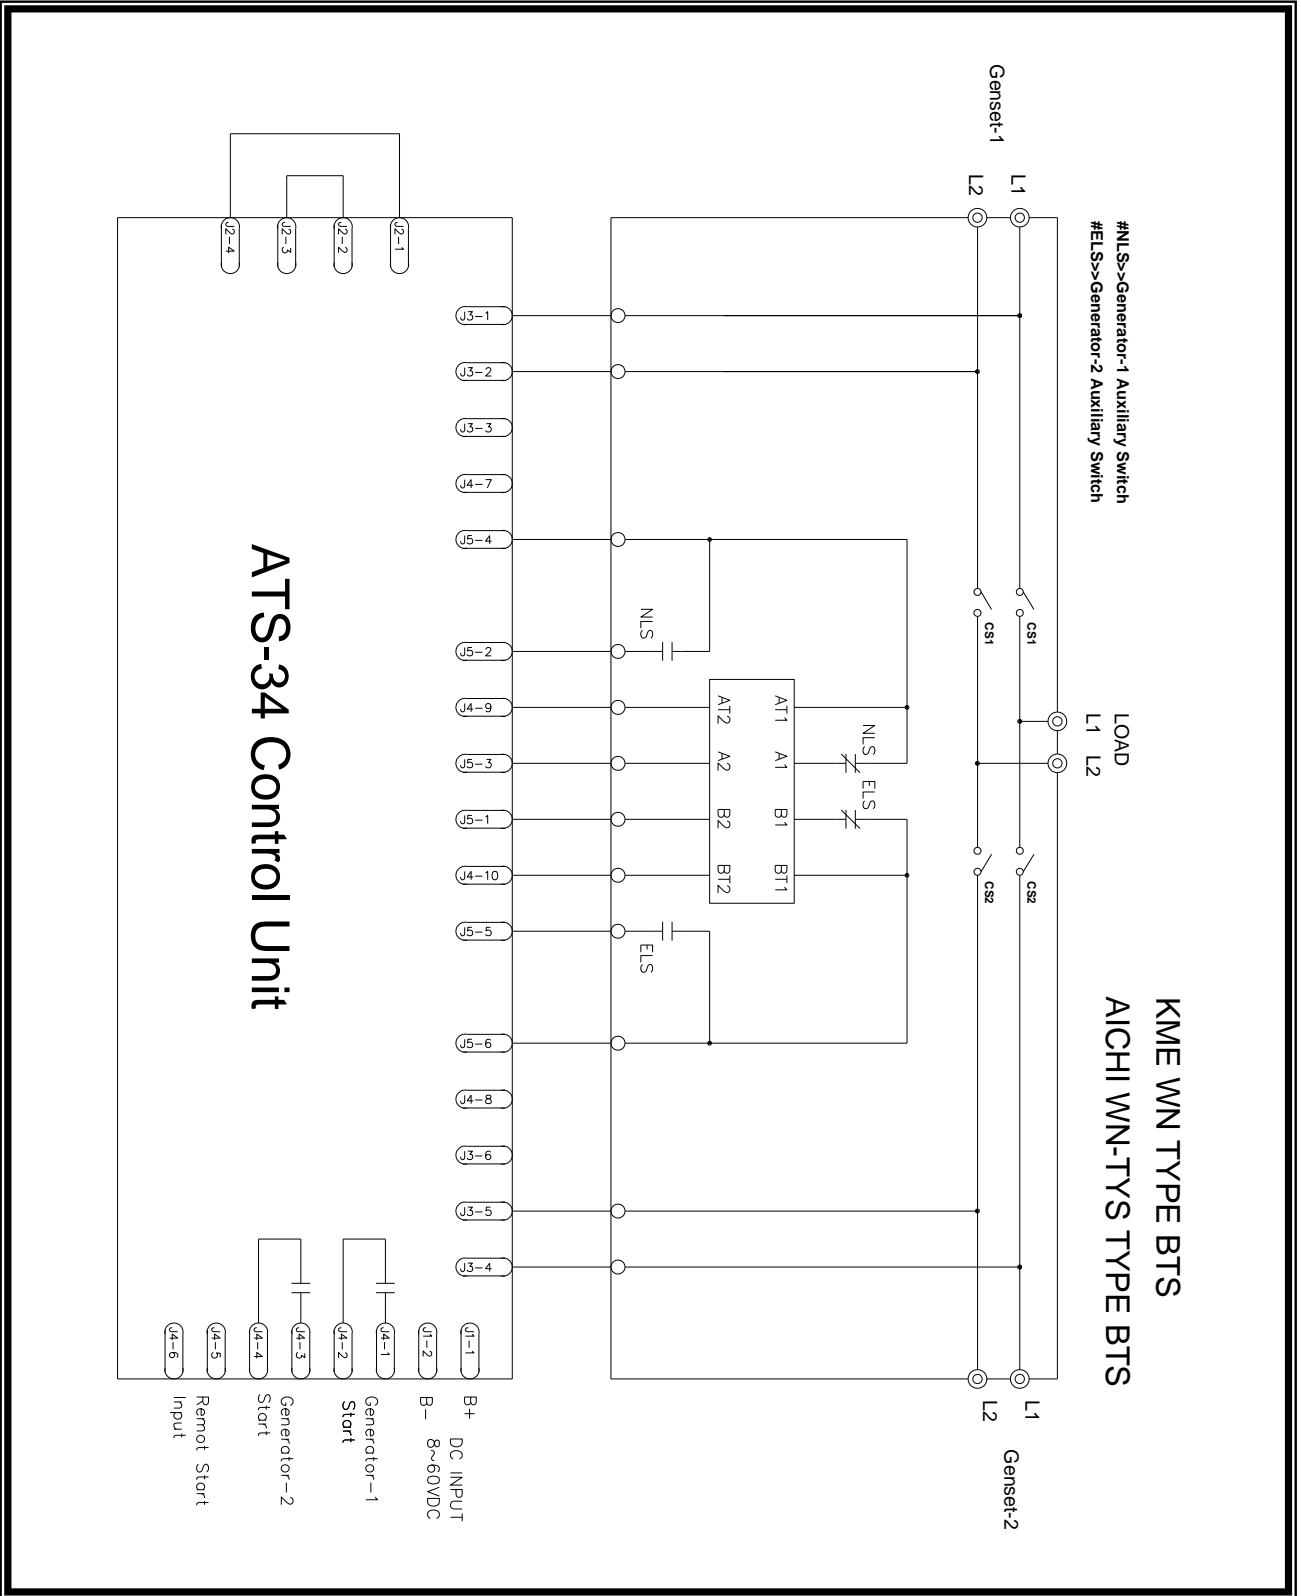 KME WN TYPE BTS
AICHI WN-TYS TYPE BTS
#NLS>>Generator-1 Auxiliary Switch
#ELS>>Generator-2 Auxiliary Switch
LOAD
L1 L2
Genset-1
L1
L2
CS1
CS1
CS2
CS2
L1
L2
Genset-2
NLS
ELS
AT1 A1 B1 BT1
AT2 A2 B2 BT2
NLS
ELS
J3-1
J3-2
J3-3
J4-7
J5-4
J5-2
J4-9
J5-3
J5-1
J4-10
J5-5
J5-6
J4-8
J3-6
J3-5
J3-4
J2-1
J2-2
J2-3
J2-4
ATS-34 Control Unit
J1-1
B+
J1-2
B-
DC INPUT
8~60VDC
J4-1
J4-2
Generator-1
Start
J4-3
J4-4
Generator-2
Start
J4-5
J4-6
Remot Start
Input